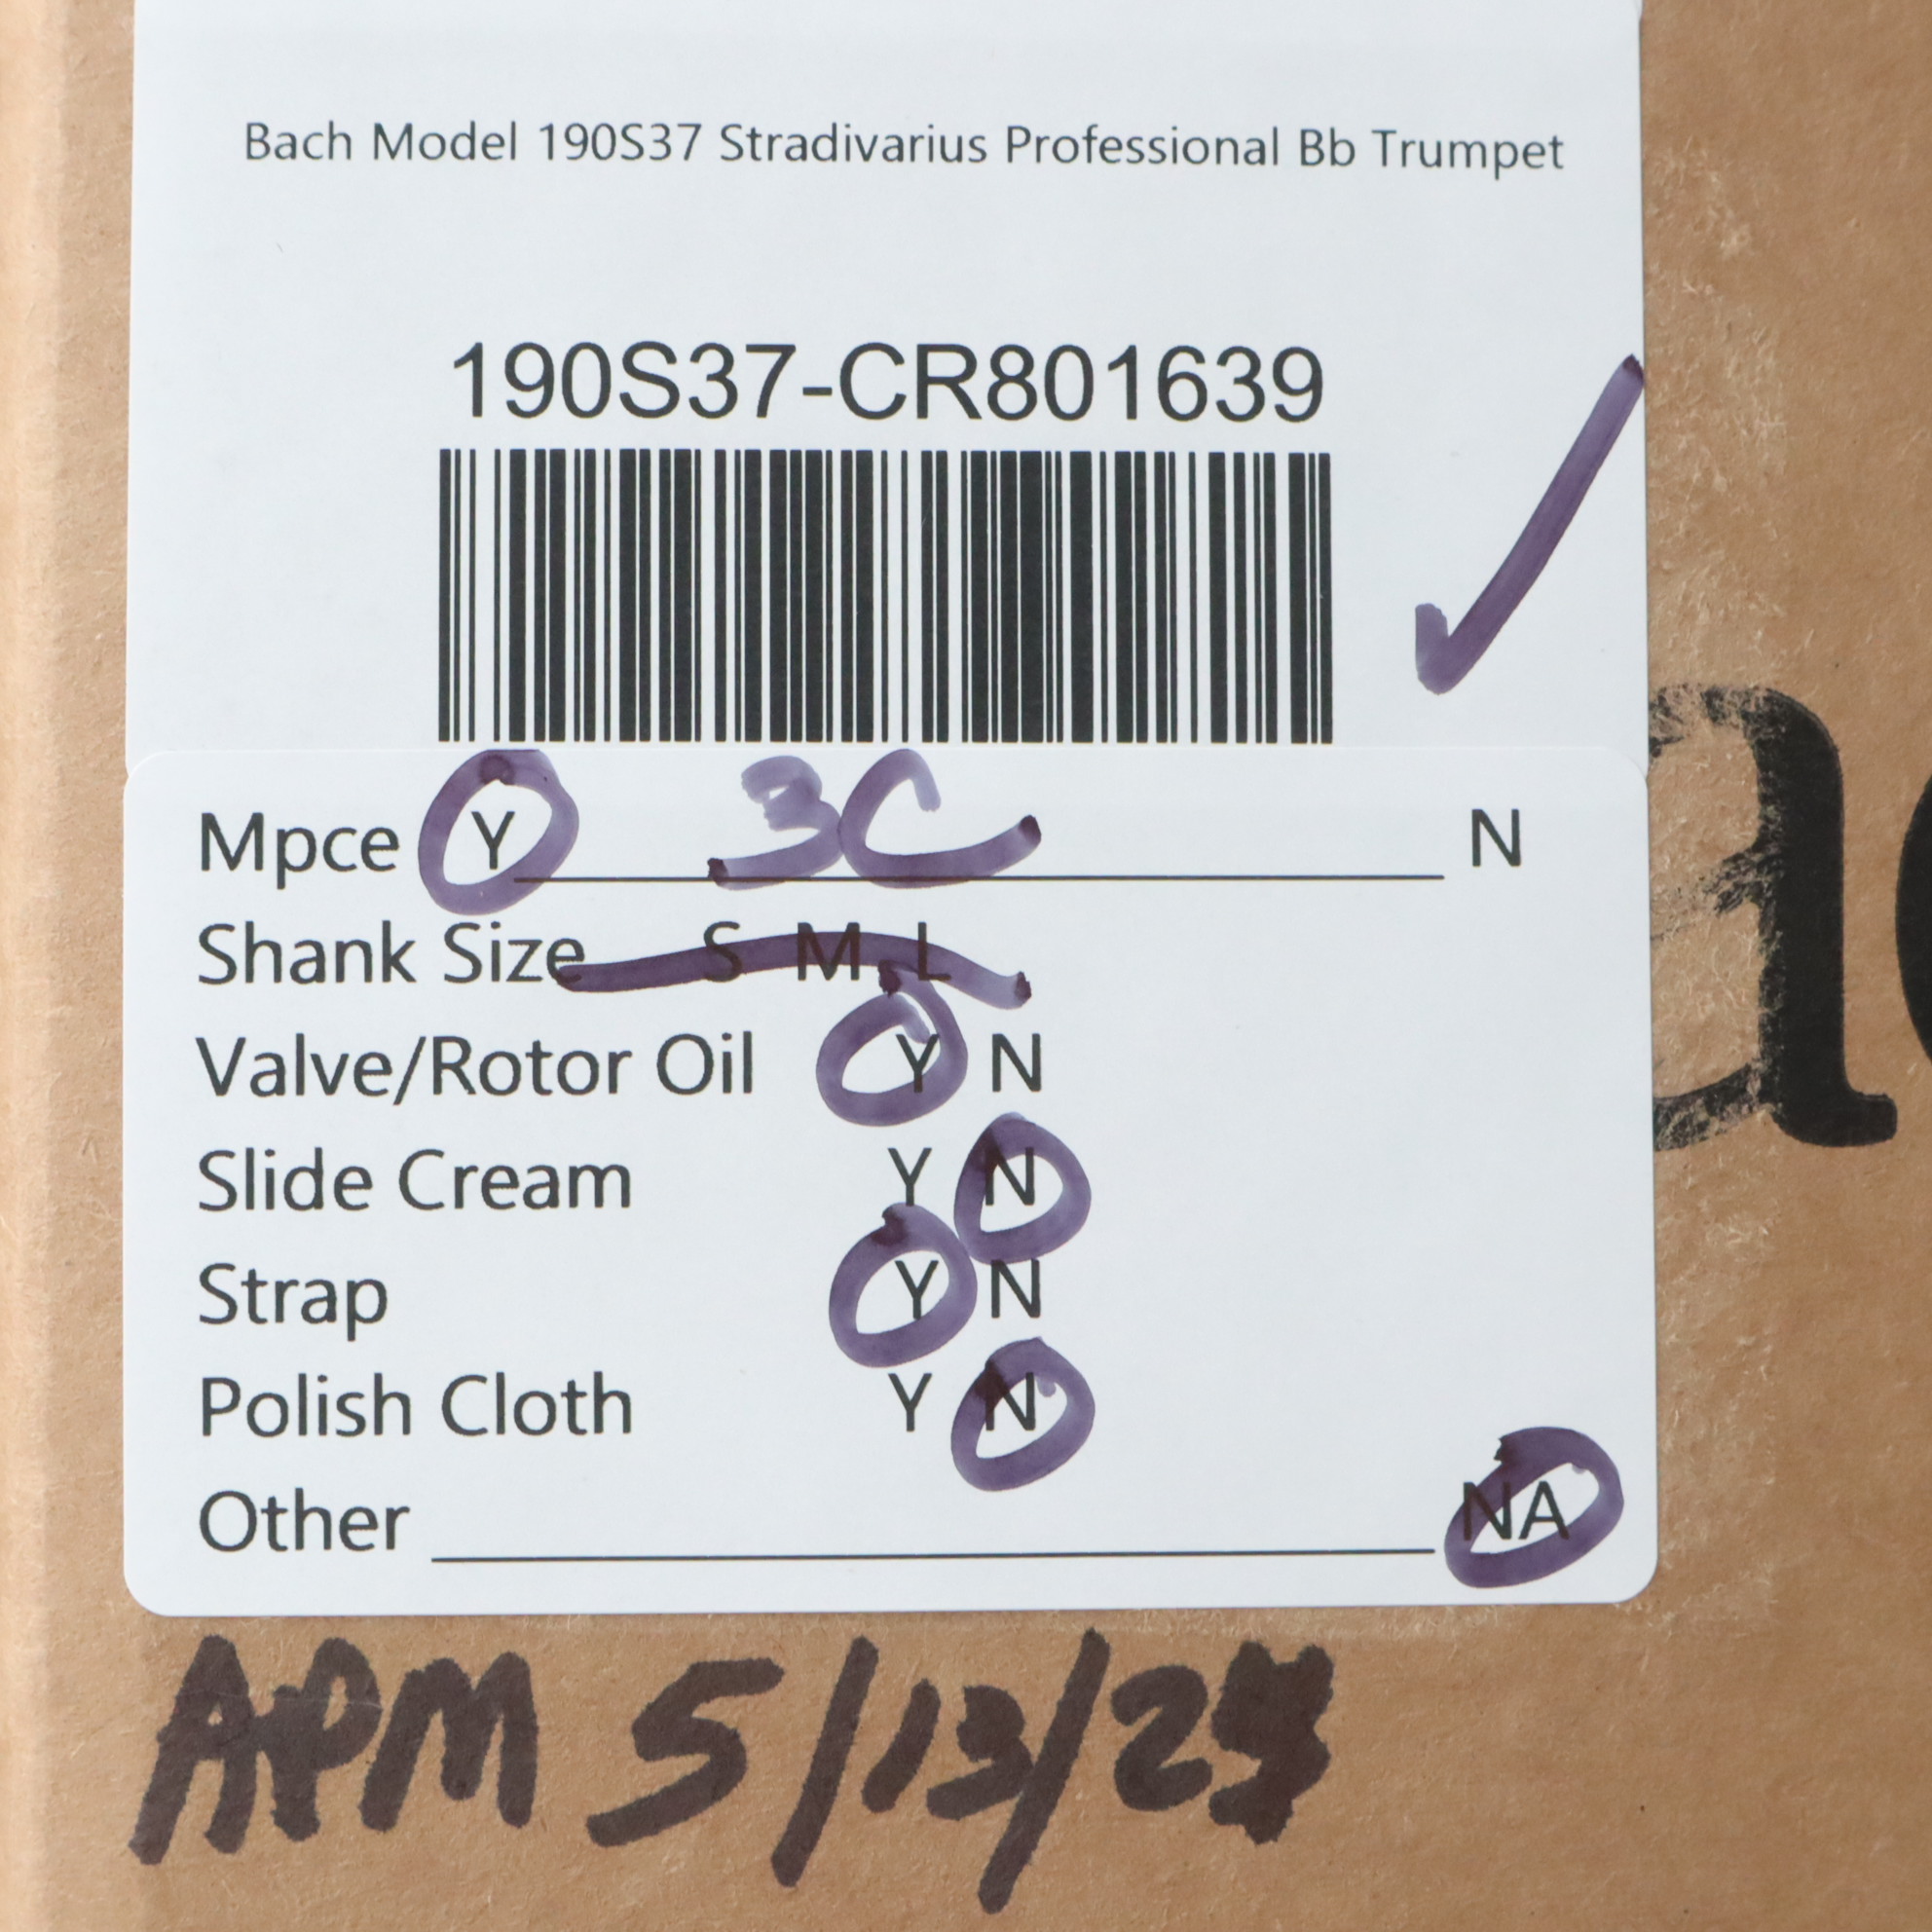 Bach Model 190S37 Stradivarius Professional Bb Trumpet
190S37-CR801639
Mpce Y 3C N
Shank Size S M L
Valve/Rotor Oil Y N
Slide Cream Y N
Strap Y N
Polish Cloth Y N
Other NA
APM 5/13/